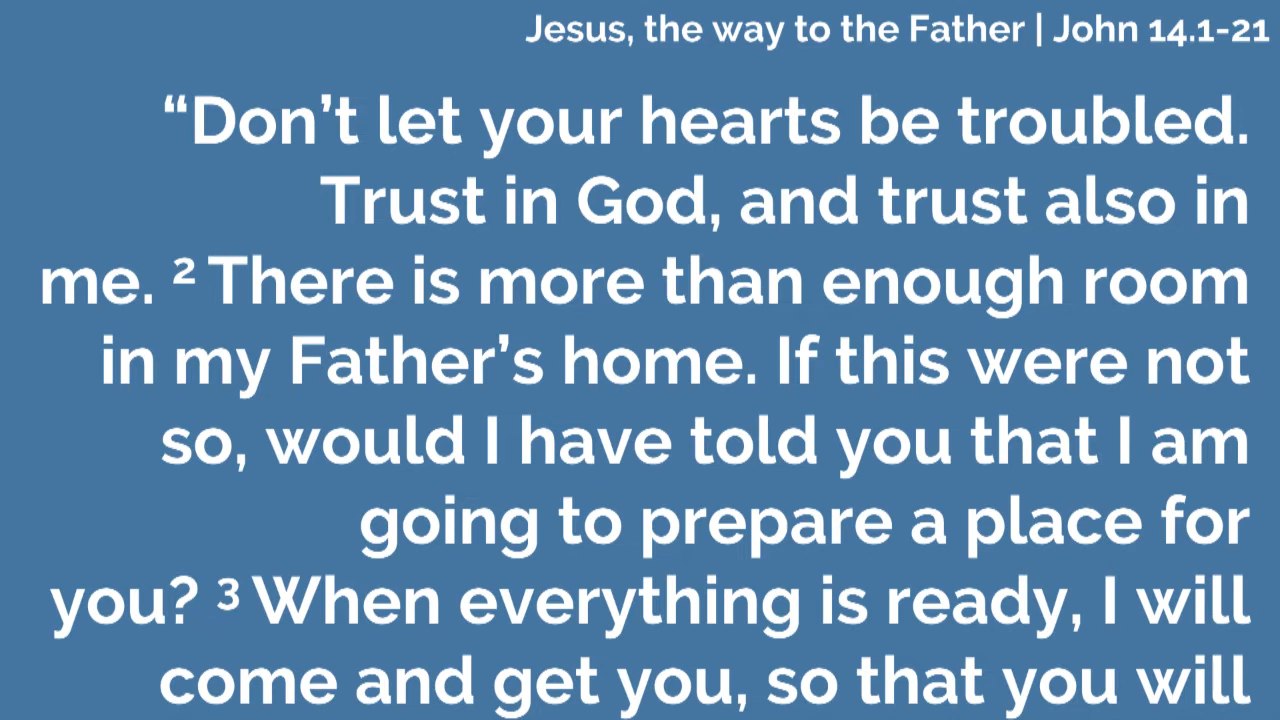 Jesus, the way to the Father | John 14.1-21
“Don’t let your hearts be troubled.
Trust in God, and trust also in
me. ² There is more than enough room
in my Father’s home. If this were not
so, would I have told you that I am
going to prepare a place for
you? ³ When everything is ready, I will
come and get you, so that you will